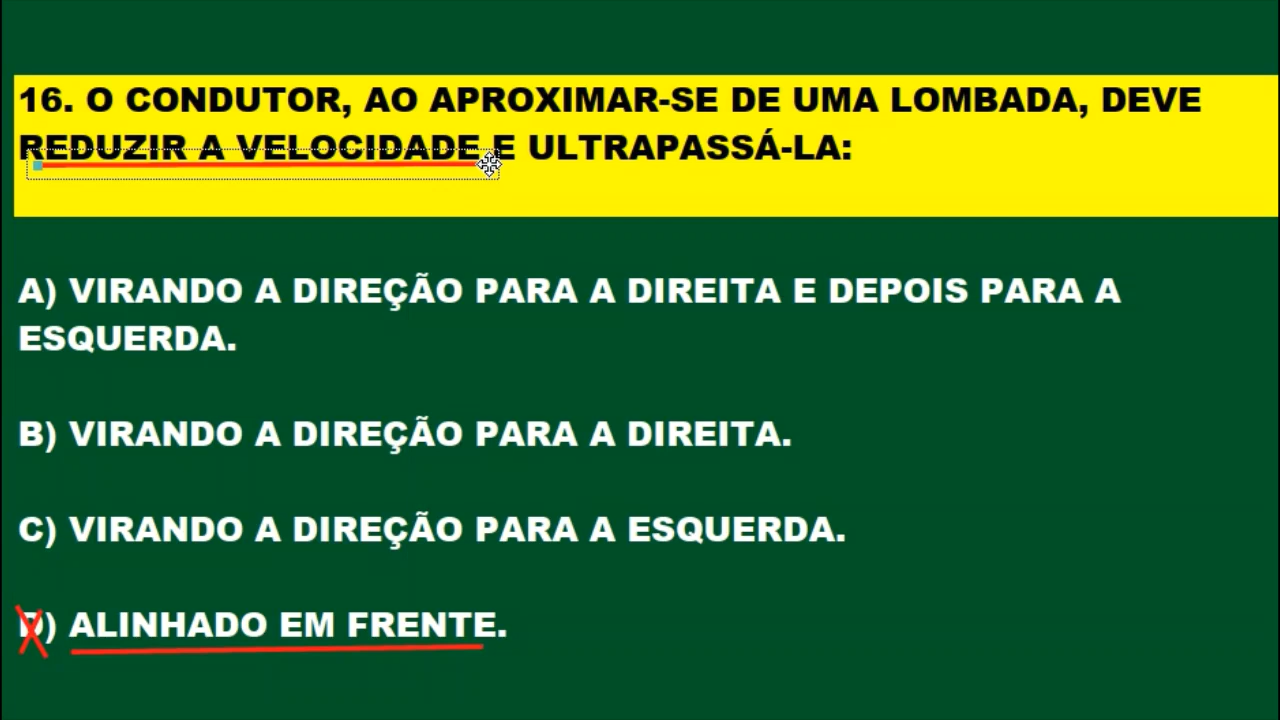 16. O CONDUTOR, AO APROXIMAR-SE DE UMA LOMBADA, DEVE
REDUZIR A VELOCIDADE E ULTRAPASSÁ-LA:
A) VIRANDO A DIREÇÃO PARA A DIREITA E DEPOIS PARA A
ESQUERDA.
B) VIRANDO A DIREÇÃO PARA A DIREITA.
C) VIRANDO A DIREÇÃO PARA A ESQUERDA.
D) ALINHADO EM FRENTE.